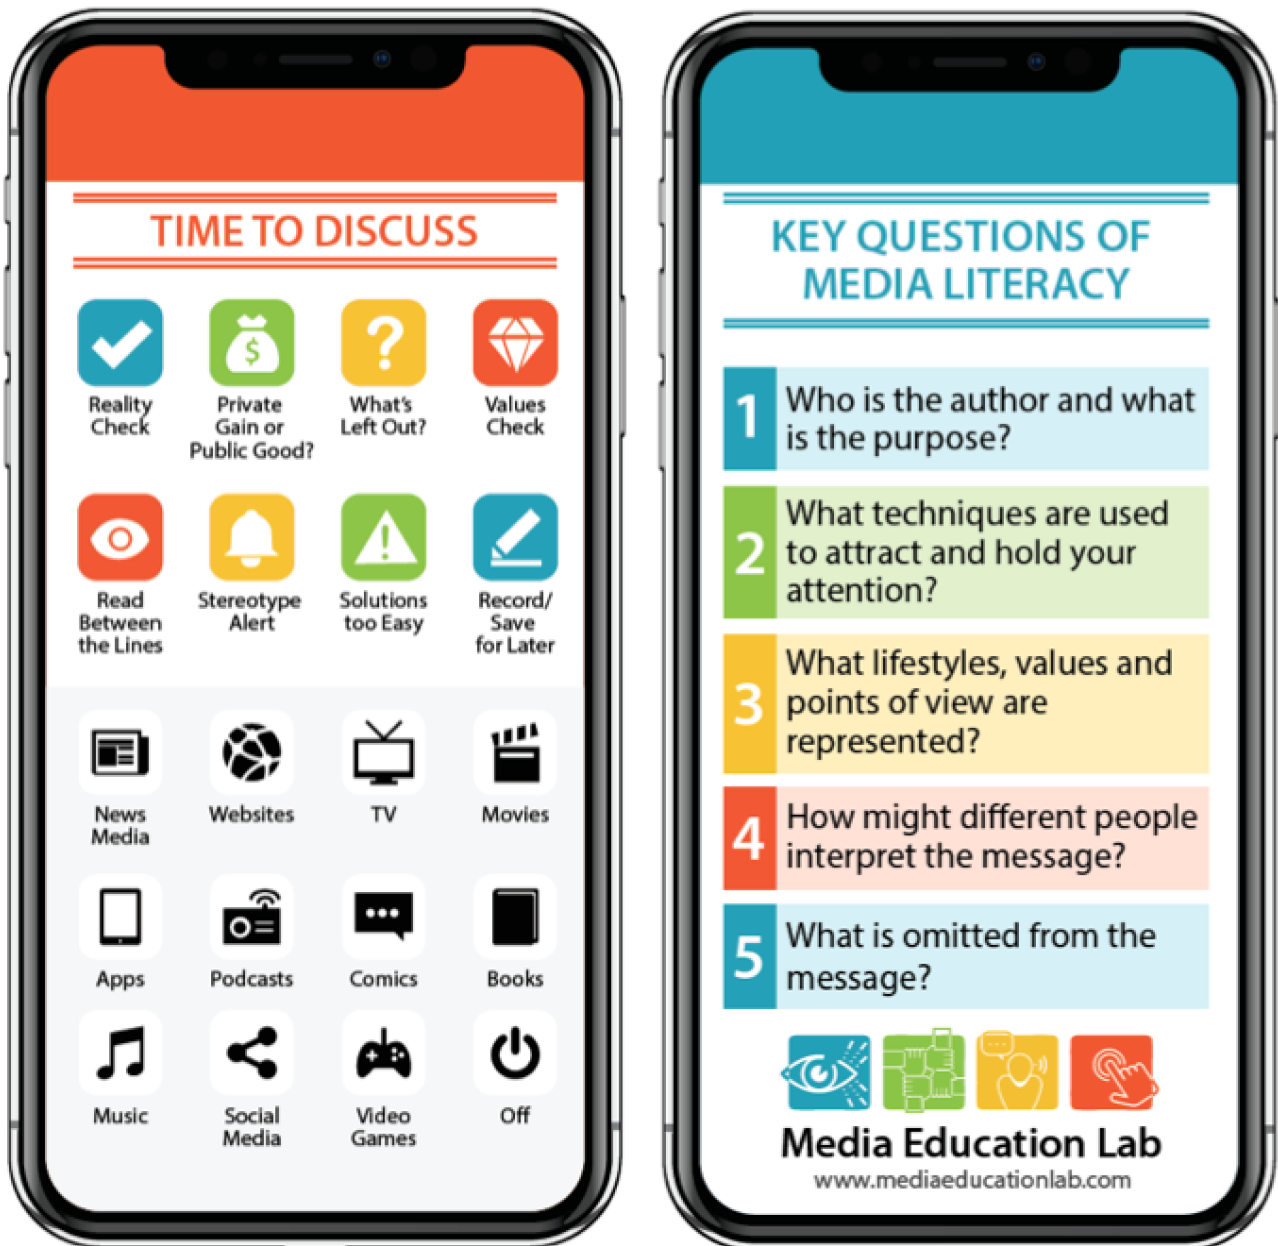 TIME TO DISCUSS
Reality
Check
Private
Gain or
Public Good?
$
What's
Left Out?
?
Values
Check
Read
Between
the Lines
Stereotype
Alert
Solutions
too Easy
!
Record/
Save
for Later
News
Media
Websites
TV
Movies
Apps
Podcasts
Comics
Books
Music
Social
Media
Video
Games
Off
KEY QUESTIONS OF
MEDIA LITERACY
1
Who is the author and what
is the purpose?
2
What techniques are used
to attract and hold your
attention?
3
What lifestyles, values and
points of view are
represented?
4
How might different people
interpret the message?
5
What is omitted from the
message?
Media Education Lab
www.mediaeducationlab.com